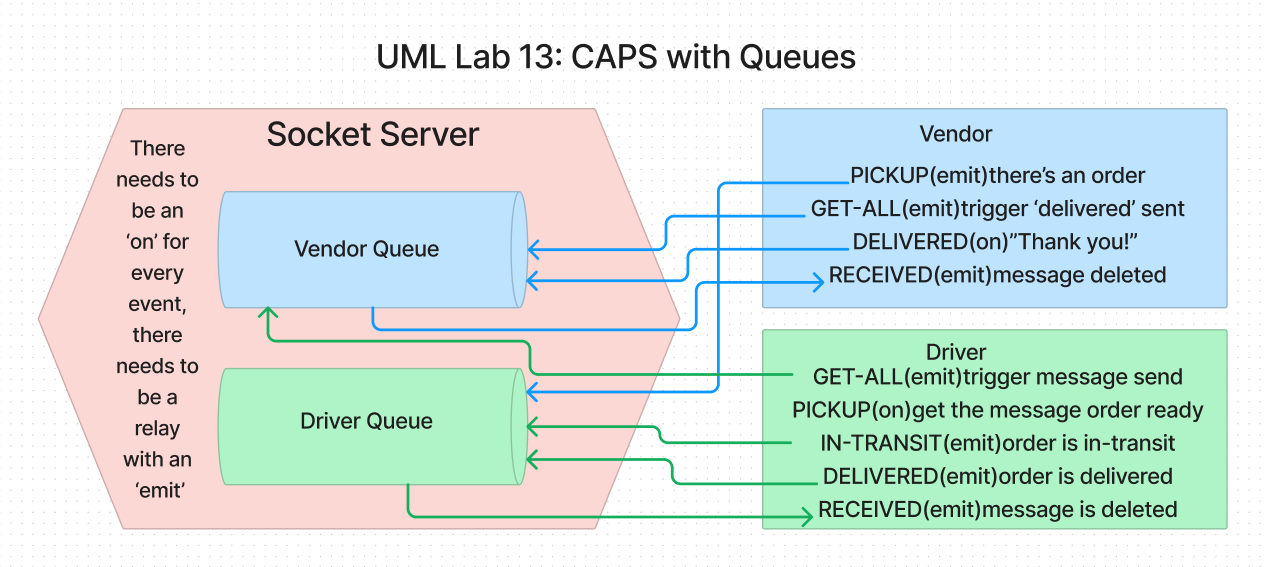 UML Lab 13: CAPS with Queues
Socket Server
There
needs to
be an
‘on’ for
every
event,
there
needs to
be a
relay
with an
‘emit’
Vendor Queue
Driver Queue
Vendor
PICKUP(emit)there’s an order
GET-ALL(emit)trigger ‘delivered’ sent
DELIVERED(on)”Thank you!”
RECEIVED(emit)message deleted
Driver
GET-ALL(emit)trigger message send
PICKUP(on)get the message order ready
IN-TRANSIT(emit)order is in-transit
DELIVERED(emit)order is delivered
RECEIVED(emit)message is deleted